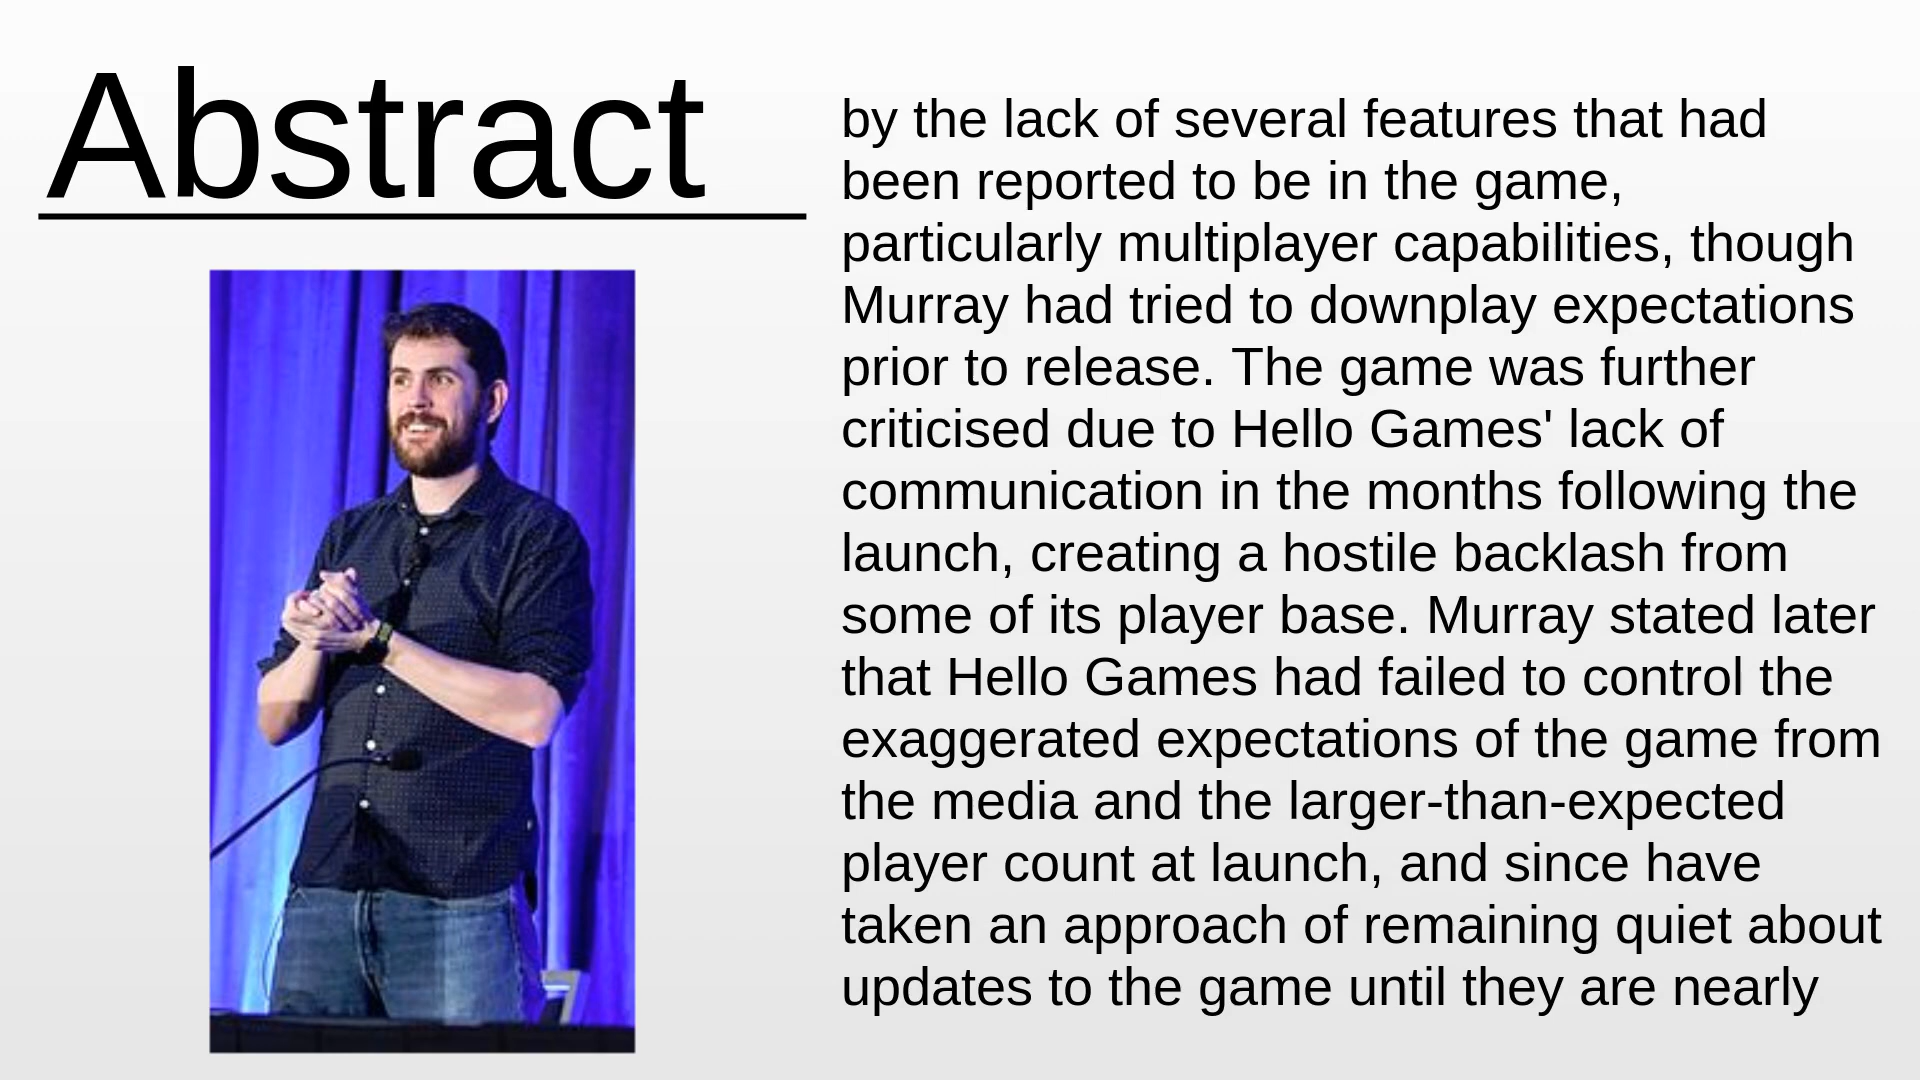 Abstract
by the lack of several features that had
been reported to be in the game,
particularly multiplayer capabilities, though
Murray had tried to downplay expectations
prior to release. The game was further
criticised due to Hello Games' lack of
communication in the months following the
launch, creating a hostile backlash from
some of its player base. Murray stated later
that Hello Games had failed to control the
exaggerated expectations of the game from
the media and the larger-than-expected
player count at launch, and since have
taken an approach of remaining quiet about
updates to the game until they are nearly